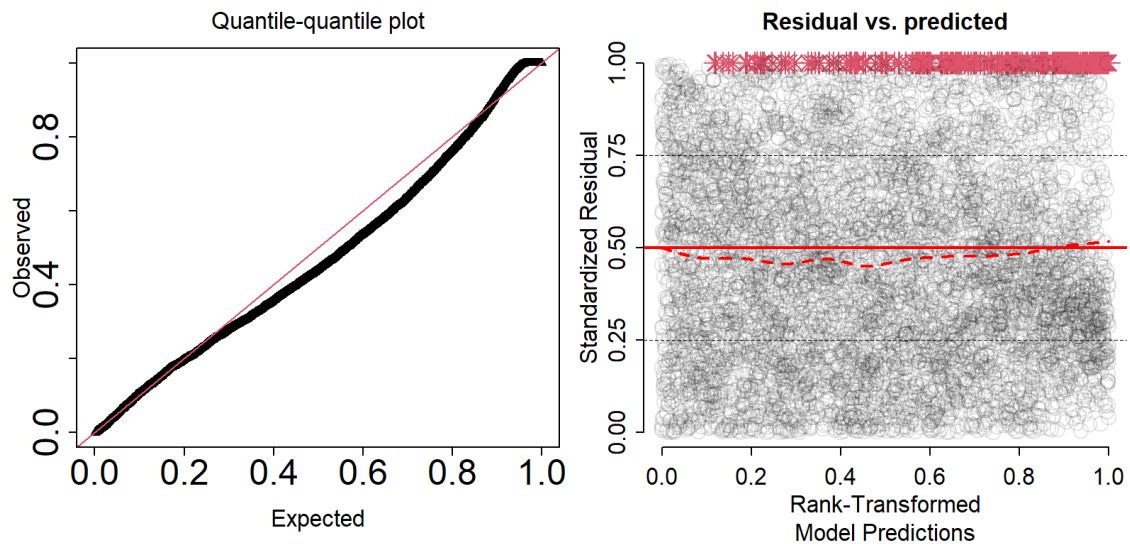 Quantile-quantile plot
Observed
0.0
0.4
0.8
0.0 0.2 0.4 0.6 0.8 1.0
Expected
Residual vs. predicted
Standardized Residual
0.00
0.25
0.50
0.75
1.00
0.0 0.2 0.4 0.6 0.8 1.0
Rank-Transformed
Model Predictions